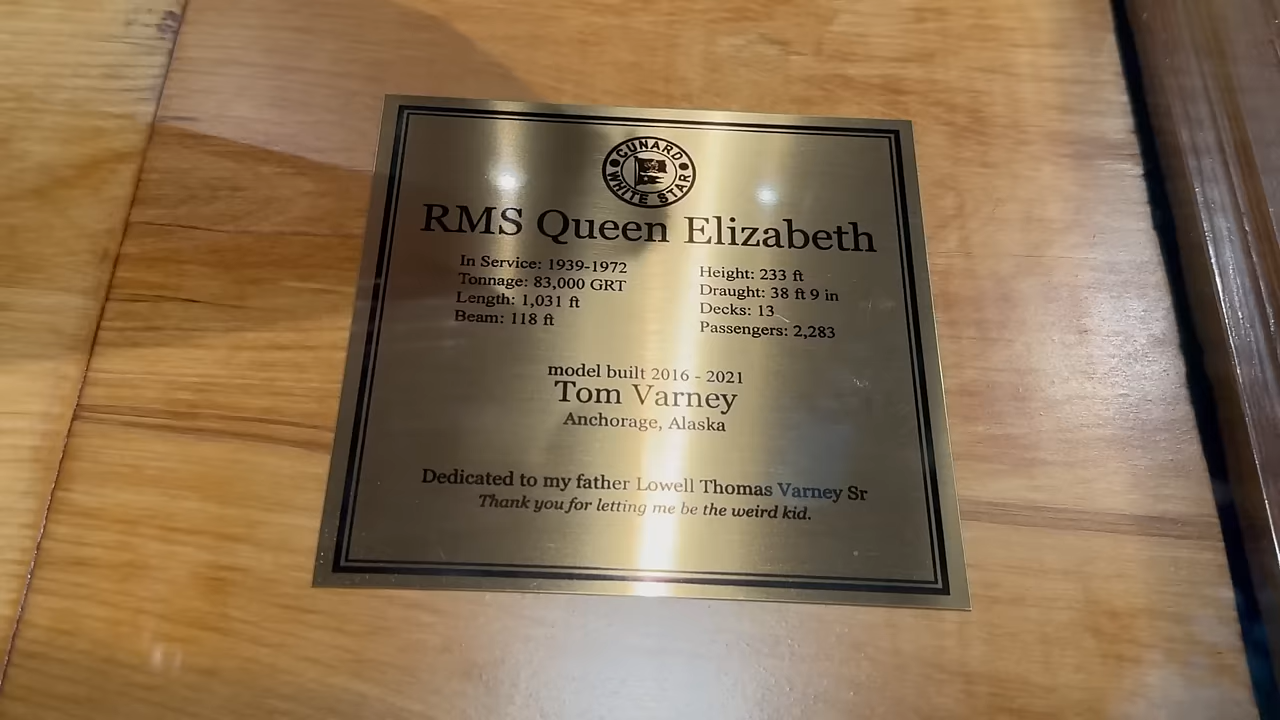 CUNARD
WHITE STAR
RMS Queen Elizabeth
In Service: 1939-1972
Tonnage: 83,000 GRT
Length: 1,031 ft
Beam: 118 ft
Height: 233 ft
Draught: 38 ft 9 in
Decks: 13
Passengers: 2,283
model built 2016 - 2021
Tom Varney
Anchorage, Alaska
Dedicated to my father Lowell Thomas Varney Sr
Thank you for letting me be the weird kid.